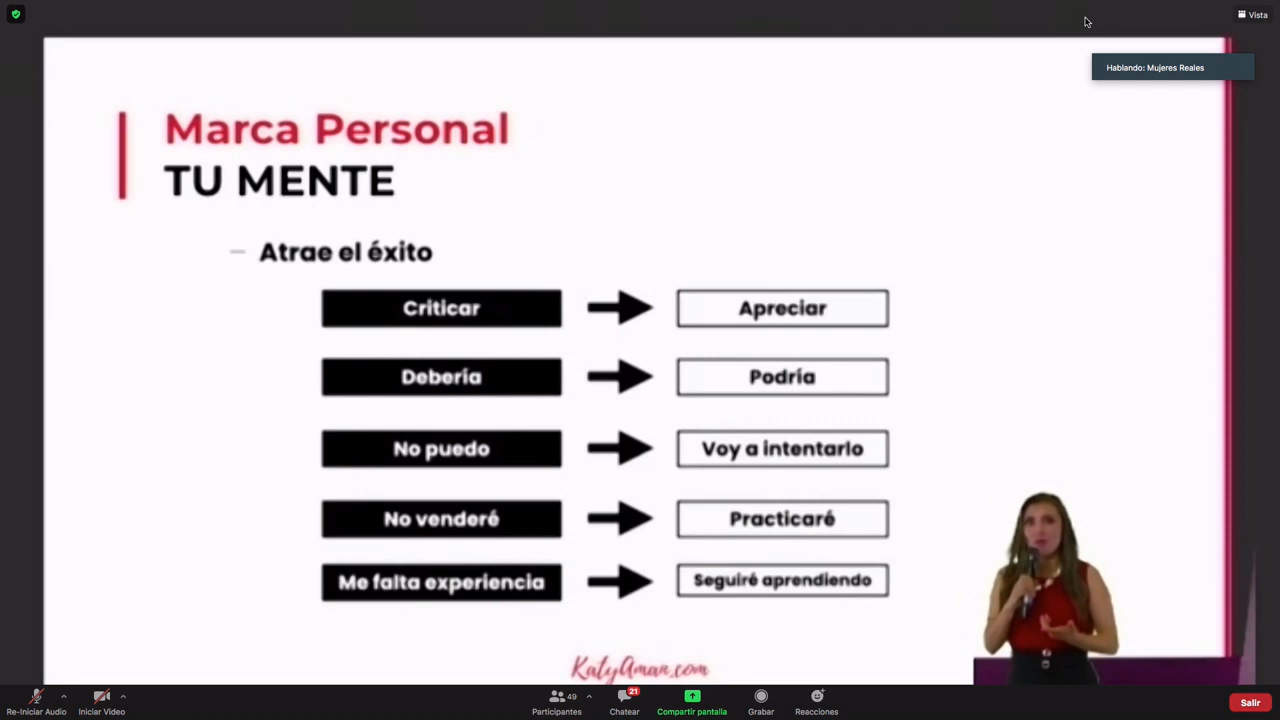 Vista
Hablando: Mujeres Reales
Marca Personal
TU MENTE
– Atrae el éxito
Criticar
Apreciar
Debería
Podría
No puedo
Voy a intentarlo
No venderé
Practicaré
Me falta experiencia
Seguiré aprendiendo
KatyAman.com
Re-Iniciar Audio
Iniciar Video
49
Participantes
21
Chatear
Compartir pantalla
Grabar
Reacciones
Salir